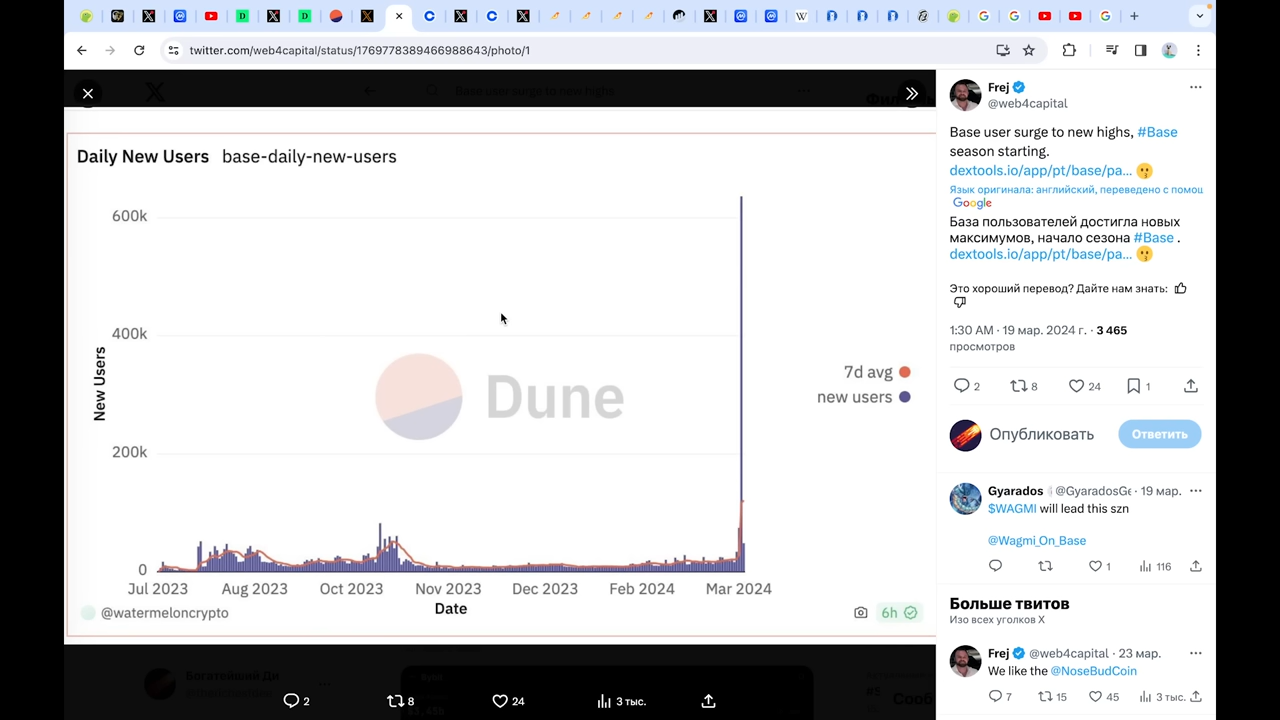 twitter.com/web4capital/status/1769778389466988643/photo/1
Base user surge to new highs
Daily New Users base-daily-new-users
600k
400k
200k
0
New Users
Dune
7d avg
new users
Jul 2023 Aug 2023 Oct 2023 Nov 2023 Dec 2023 Feb 2024 Mar 2024
Date
@watermeloncrypto
6h
2 8 24 3 тыс.
Frej
@web4capital
Base user surge to new highs, #Base
season starting.
dextools.io/app/pt/base/pa...
Язык оригинала: английский, переведено с помощ
Google
База пользователей достигла новых
максимумов, начало сезона #Base .
dextools.io/app/pt/base/pa...
Это хороший перевод? Дайте нам знать:
1:30 AM · 19 мар. 2024 г. · 3 465
просмотров
2 8 24 1
Опубликовать Ответить
Gyarados @GyaradosGe · 19 мар.
$WAGMI will lead this szn
@Wagmi_On_Base
1 116
Больше твитов
Изо всех уголков X
Frej @web4capital · 23 мар.
We like the @NoseBudCoin
7 15 45 3 тыс.